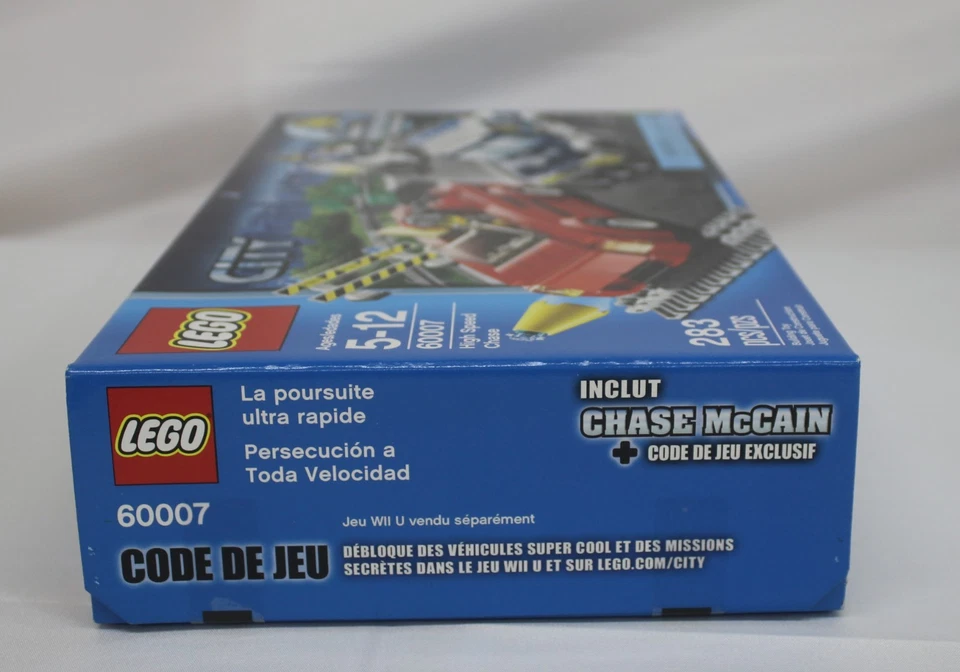 CITY
LEGO
Ages/edades
5-12
60007
High Speed
Chase
283
pcs/pzs
LEGO
La poursuite
ultra rapide
Persecución a
Toda Velocidad
60007
INCLUT
CHASE McCAIN
+ CODE DE JEU EXCLUSIF
Jeu WII U vendu séparément
CODE DE JEU
DÉBLOQUE DES VÉHICULES SUPER COOL ET DES MISSIONS
SECRÈTES DANS LE JEU WII U ET SUR LEGO.COM/CITY